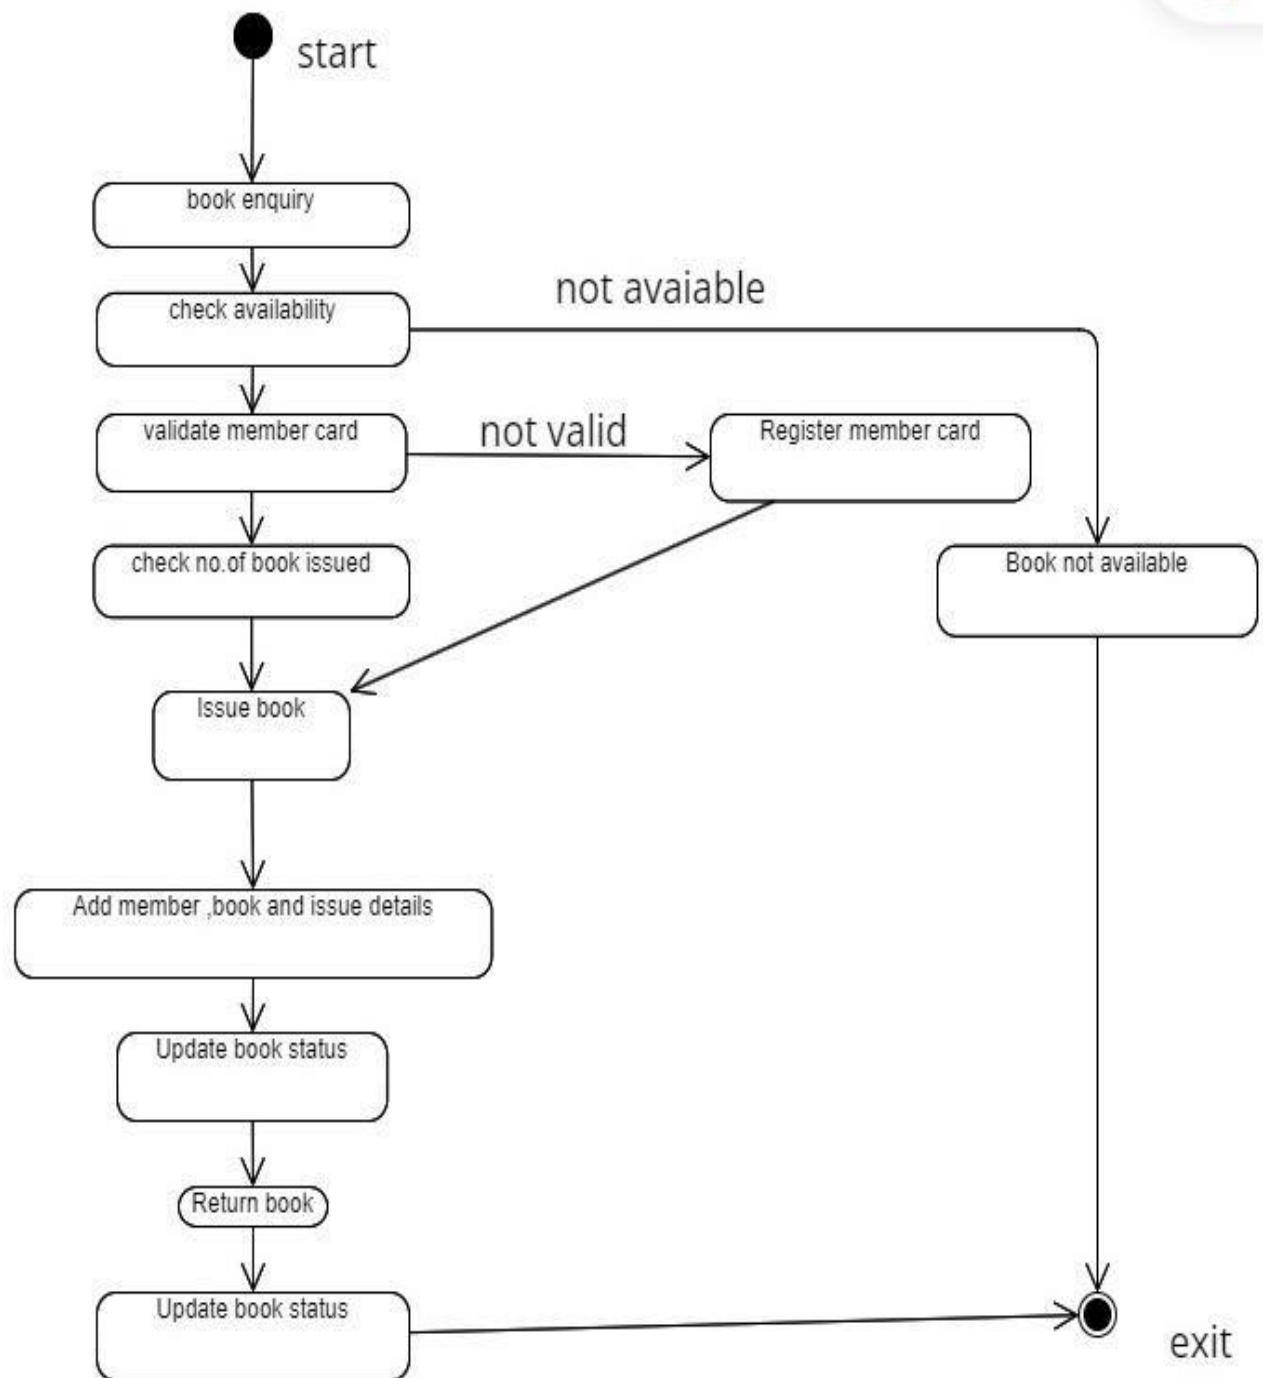 start
book enquiry
not avaiable
check availability
validate member card
not valid
Register member card
check no.of book issued
Book not available
Issue book
Add member ,book and issue details
Update book status
Return book
Update book status
exit